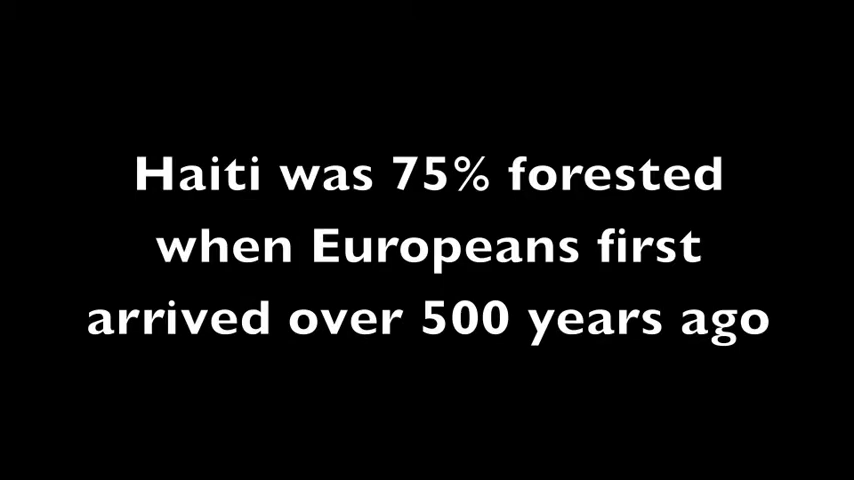 Haiti was 75% forested
when Europeans first
arrived over 500 years ago